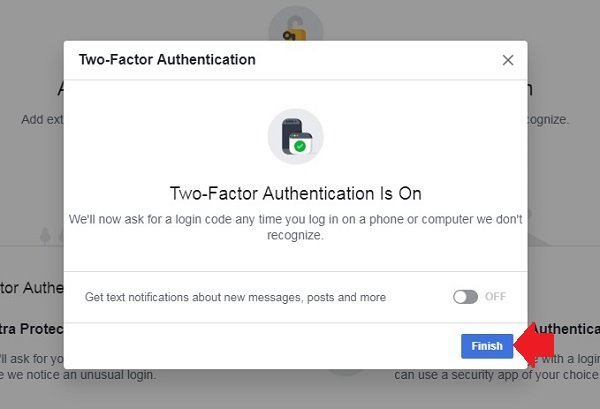 Two-Factor Authentication
Add ext
ognize.
Two-Factor Authentication Is On
We'll now ask for a login code any time you log in on a phone or computer we don't
recognize.
Get text notifications about new messages, posts and more
OFF
Finish
tor Authe
tra Protec
Authentica
'll ask for yo
e with a login
e we notice an unusual login.
can use a security app of your choice